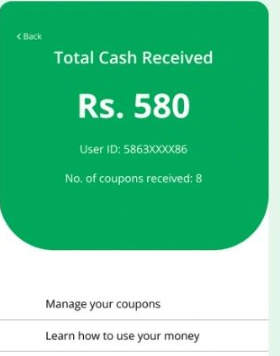 < Back
Total Cash Received
Rs. 580
User ID: 5863XXXX86
No. of coupons received: 8
Manage your coupons
Learn how to use your money